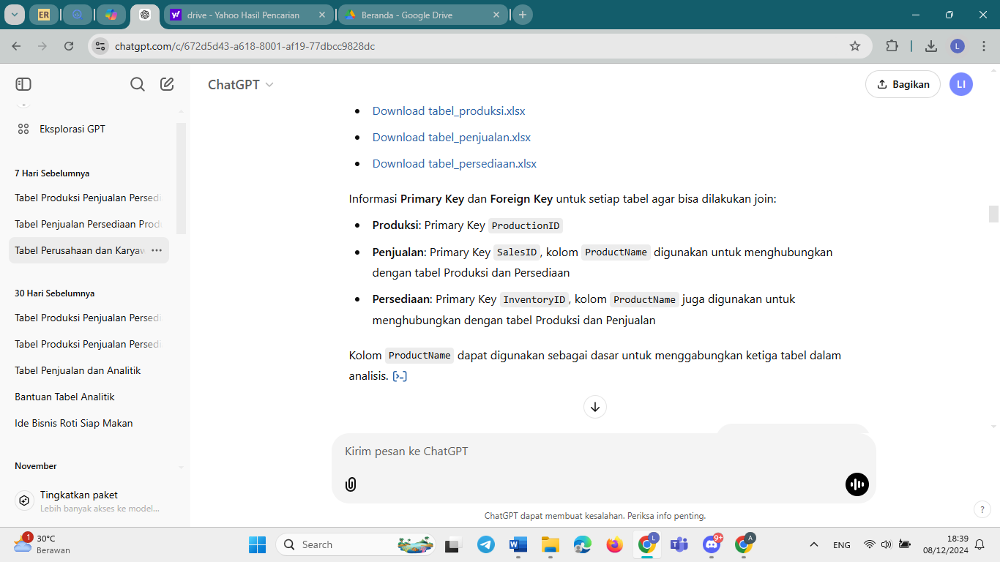 ER
drive - Yahoo Hasil Pencarian
Beranda - Google Drive
chatgpt.com/c/672d5d43-a618-8001-af19-77dbcc9828dc
L
ChatGPT
Bagikan
LI
Eksplorasi GPT
7 Hari Sebelumnya
Tabel Produksi Penjualan Persedi
Tabel Penjualan Persediaan Prod
Tabel Perusahaan dan Karyaw
30 Hari Sebelumnya
Tabel Produksi Penjualan Persedi
Tabel Produksi Penjualan Persedi
Tabel Penjualan dan Analitik
Bantuan Tabel Analitik
Ide Bisnis Roti Siap Makan
November
Tingkatkan paket
Lebih banyak akses ke model...
Download tabel_produksi.xlsx
Download tabel_penjualan.xlsx
Download tabel_persediaan.xlsx
Informasi Primary Key dan Foreign Key untuk setiap tabel agar bisa dilakukan join:
Produksi: Primary Key ProductionID
Penjualan: Primary Key SalesID, kolom ProductName digunakan untuk menghubungkan
dengan tabel Produksi dan Persediaan
Persediaan: Primary Key InventoryID, kolom ProductName juga digunakan untuk
menghubungkan dengan tabel Produksi dan Penjualan
Kolom ProductName dapat digunakan sebagai dasar untuk menggabungkan ketiga tabel dalam
analisis.
Kirim pesan ke ChatGPT
ChatGPT dapat membuat kesalahan. Periksa info penting.
?
1
30°C
Berawan
Search
L
9+
A
ENG
18:39
08/12/2024